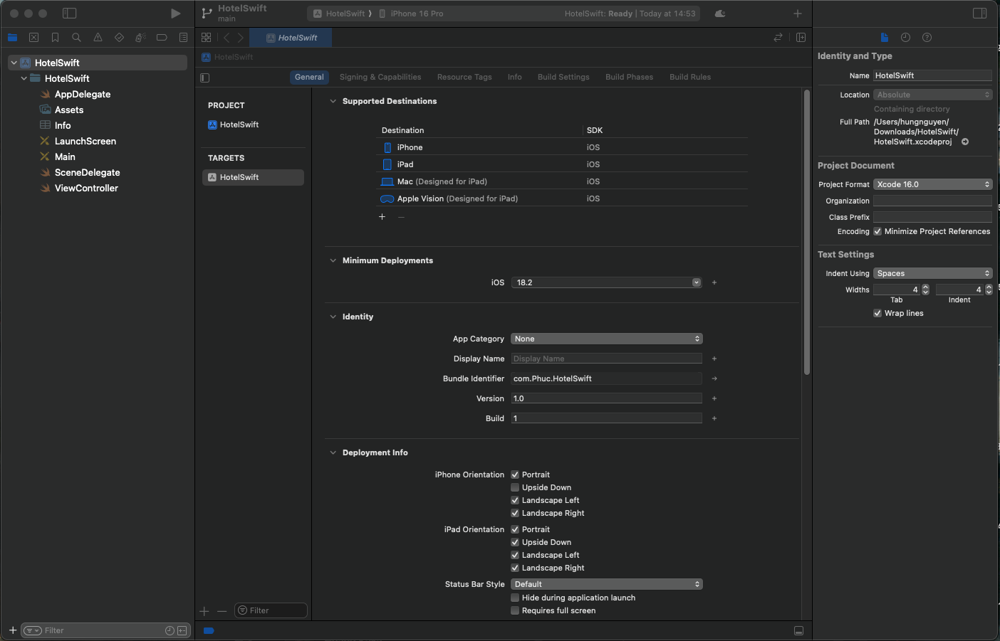 HotelSwift
main
HotelSwift ⟩ iPhone 16 Pro
HotelSwift: Ready | Today at 14:53
HotelSwift
HotelSwift
AppDelegate
Assets
Info
LaunchScreen
Main
SceneDelegate
ViewController
Filter
HotelSwift
HotelSwift
General
Signing & Capabilities
Resource Tags
Info
Build Settings
Build Phases
Build Rules
PROJECT
HotelSwift
TARGETS
HotelSwift
Filter
Supported Destinations
Destination SDK
iPhone iOS
iPad iOS
Mac (Designed for iPad) iOS
Apple Vision (Designed for iPad) iOS
Minimum Deployments
iOS 18.2
Identity
App Category None
Display Name Display Name
Bundle Identifier com.Phuc.HotelSwift
Version 1.0
Build 1
Deployment Info
iPhone Orientation Portrait
Upside Down
Landscape Left
Landscape Right
iPad Orientation Portrait
Upside Down
Landscape Left
Landscape Right
Status Bar Style Default
Hide during application launch
Requires full screen
Identity and Type
Name HotelSwift
Location Absolute
Containing directory
Full Path /Users/hungnguyen/
Downloads/HotelSwift/
HotelSwift.xcodeproj
Project Document
Project Format Xcode 16.0
Organization
Class Prefix
Encoding Minimize Project References
Text Settings
Indent Using Spaces
Widths 4 4
Tab Indent
Wrap lines